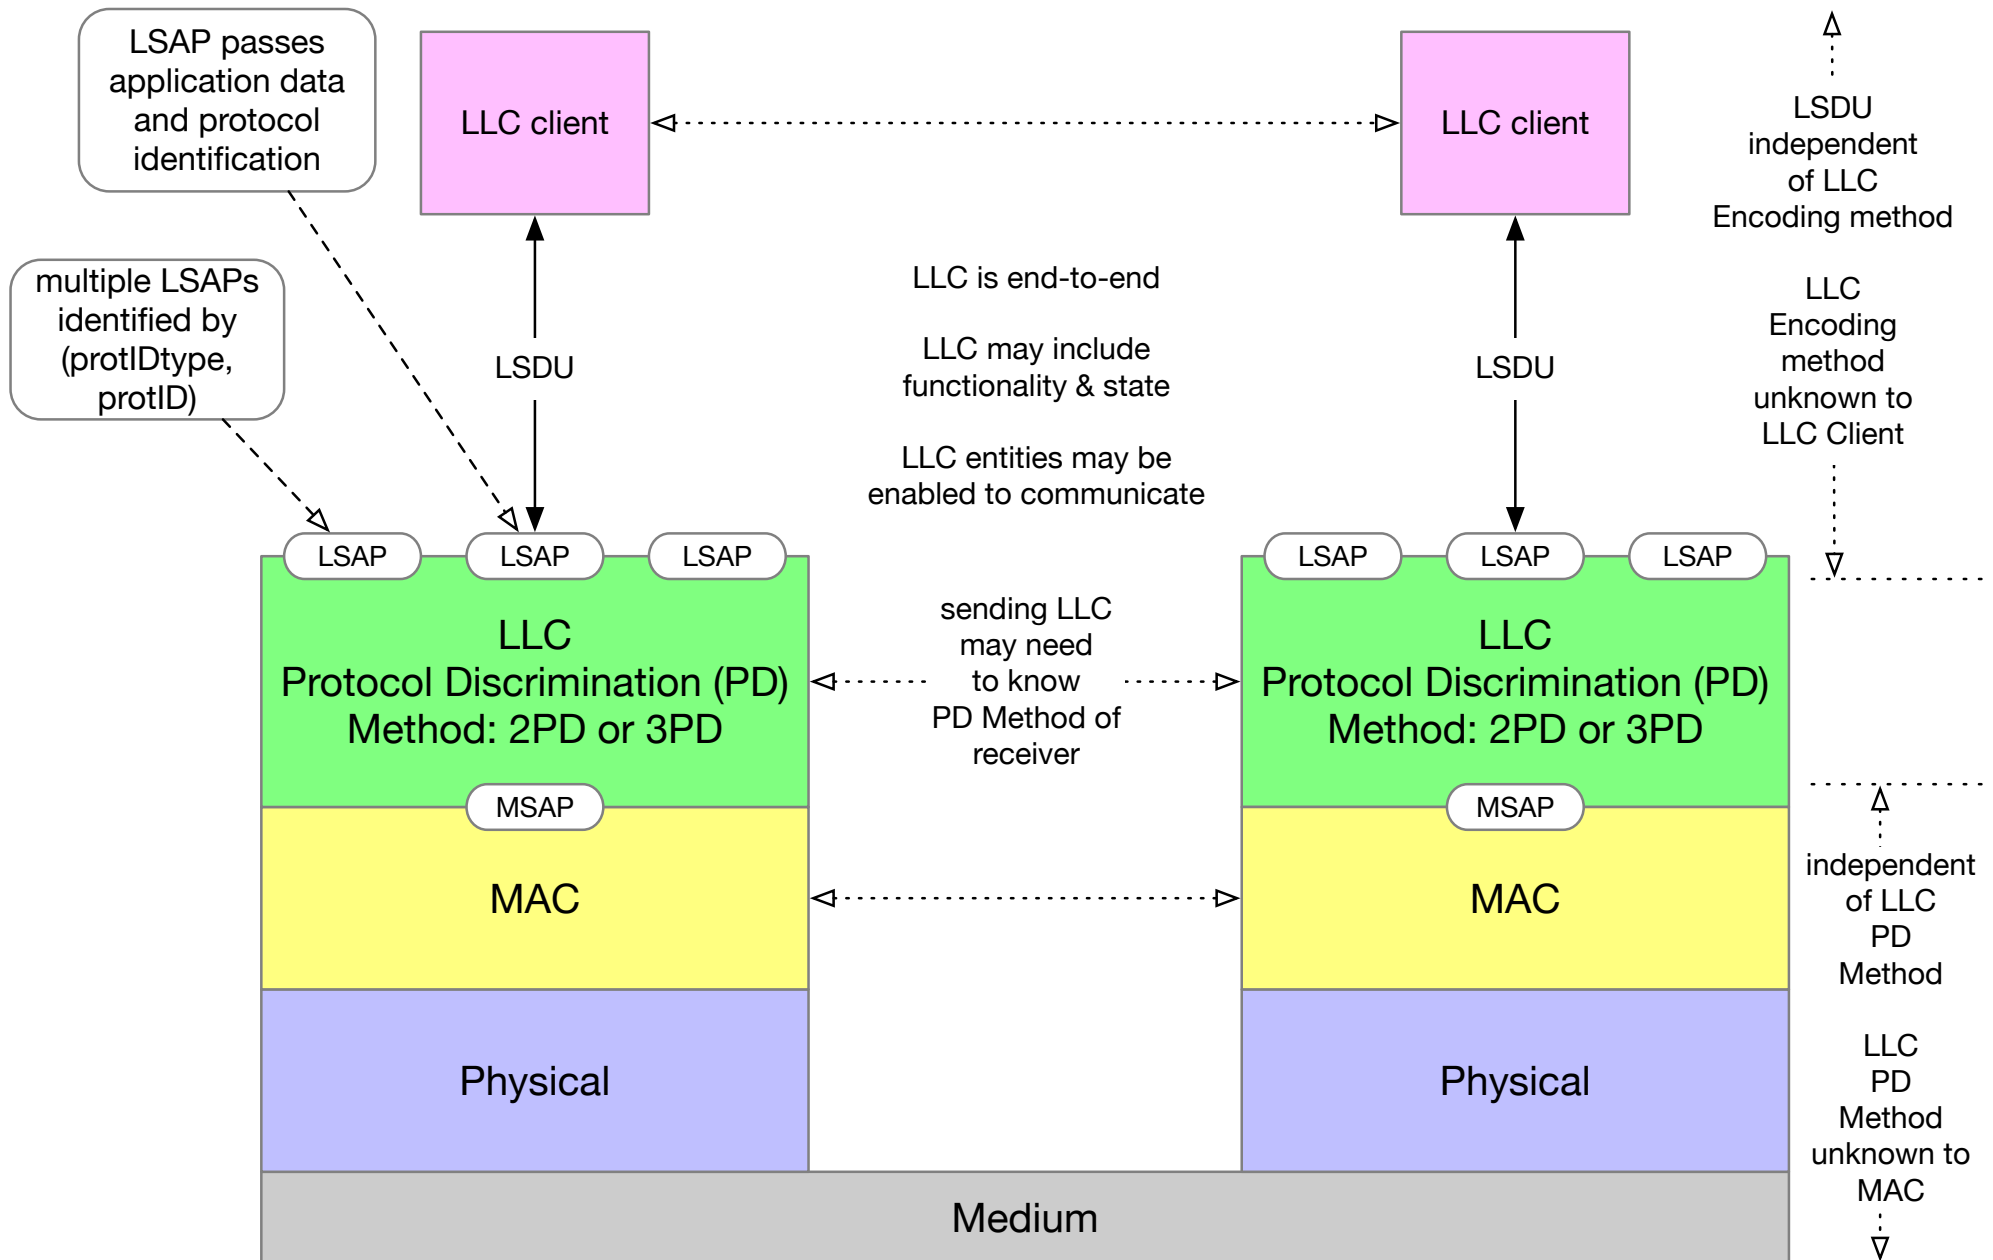 LSAP passes
application data
and protocol
identification
multiple LSAPs
identified by
(protIDtype,
protID)
LLC client
LLC client
LSDU
LSDU
LLC is end-to-end
LLC may include
functionality & state
LLC entities may be
enabled to communicate
LSDU
independent
of LLC
Encoding method
LLC
Encoding
method
unknown to
LLC Client
LSAP
LSAP
LSAP
LSAP
LSAP
LSAP
LLC
Protocol Discrimination (PD)
Method: 2PD or 3PD
sending LLC
may need
to know
PD Method of
receiver
LLC
Protocol Discrimination (PD)
Method: 2PD or 3PD
MSAP
MSAP
MAC
MAC
independent
of LLC
PD
Method
LLC
PD
Method
unknown to
MAC
Physical
Physical
Medium